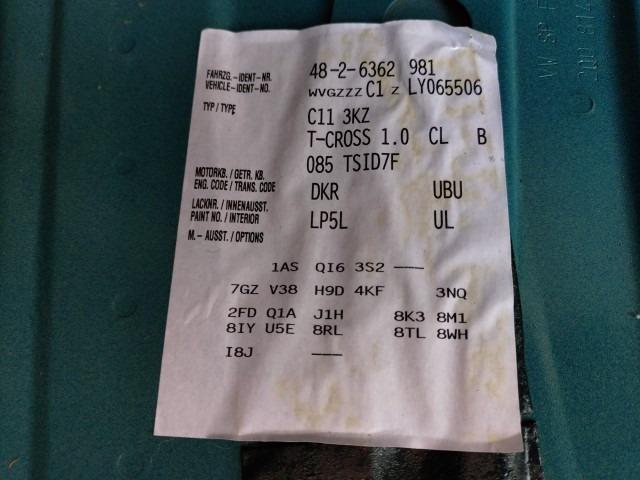 48-2-6362 981
FAHRZG.-IDENT-NR.
VEHICLE-IDENT-NO. WVGZZZ C1 Z LY065506
TYP / TYPE C11 3KZ
T-CROSS 1.0 CL B
085 TSID7F
MOTORKB. / GETR. KB.
ENG. CODE / TRANS. CODE DKR UBU
LACKNR. / INNENAUSST.
PAINT NO. / INTERIOR LP5L UL
M.- AUSST. / OPTIONS
1AS QI6 3S2 ——
7GZ V38 H9D 4KF 3NQ
2FD Q1A J1H 8K3 8M1
8IY U5E 8RL 8TL 8WH
I8J ——
VW SP